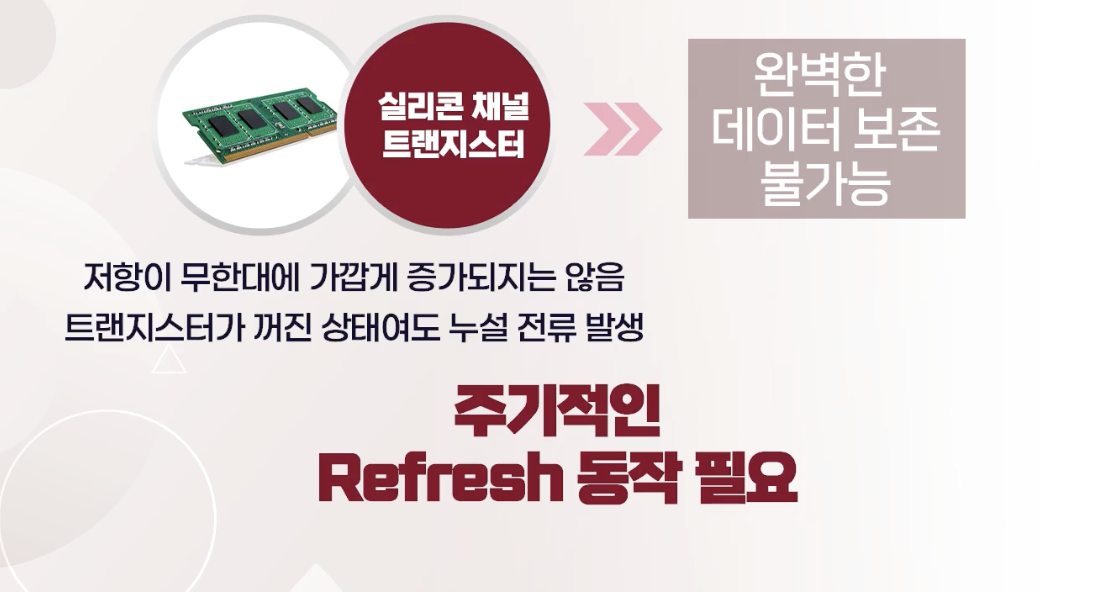 실리콘 채널
트랜지스터
완벽한
데이터 보존
불가능
저항이 무한대에 가깝게 증가되지는 않음
트랜지스터가 꺼진 상태여도 누설 전류 발생
주기적인
Refresh 동작 필요